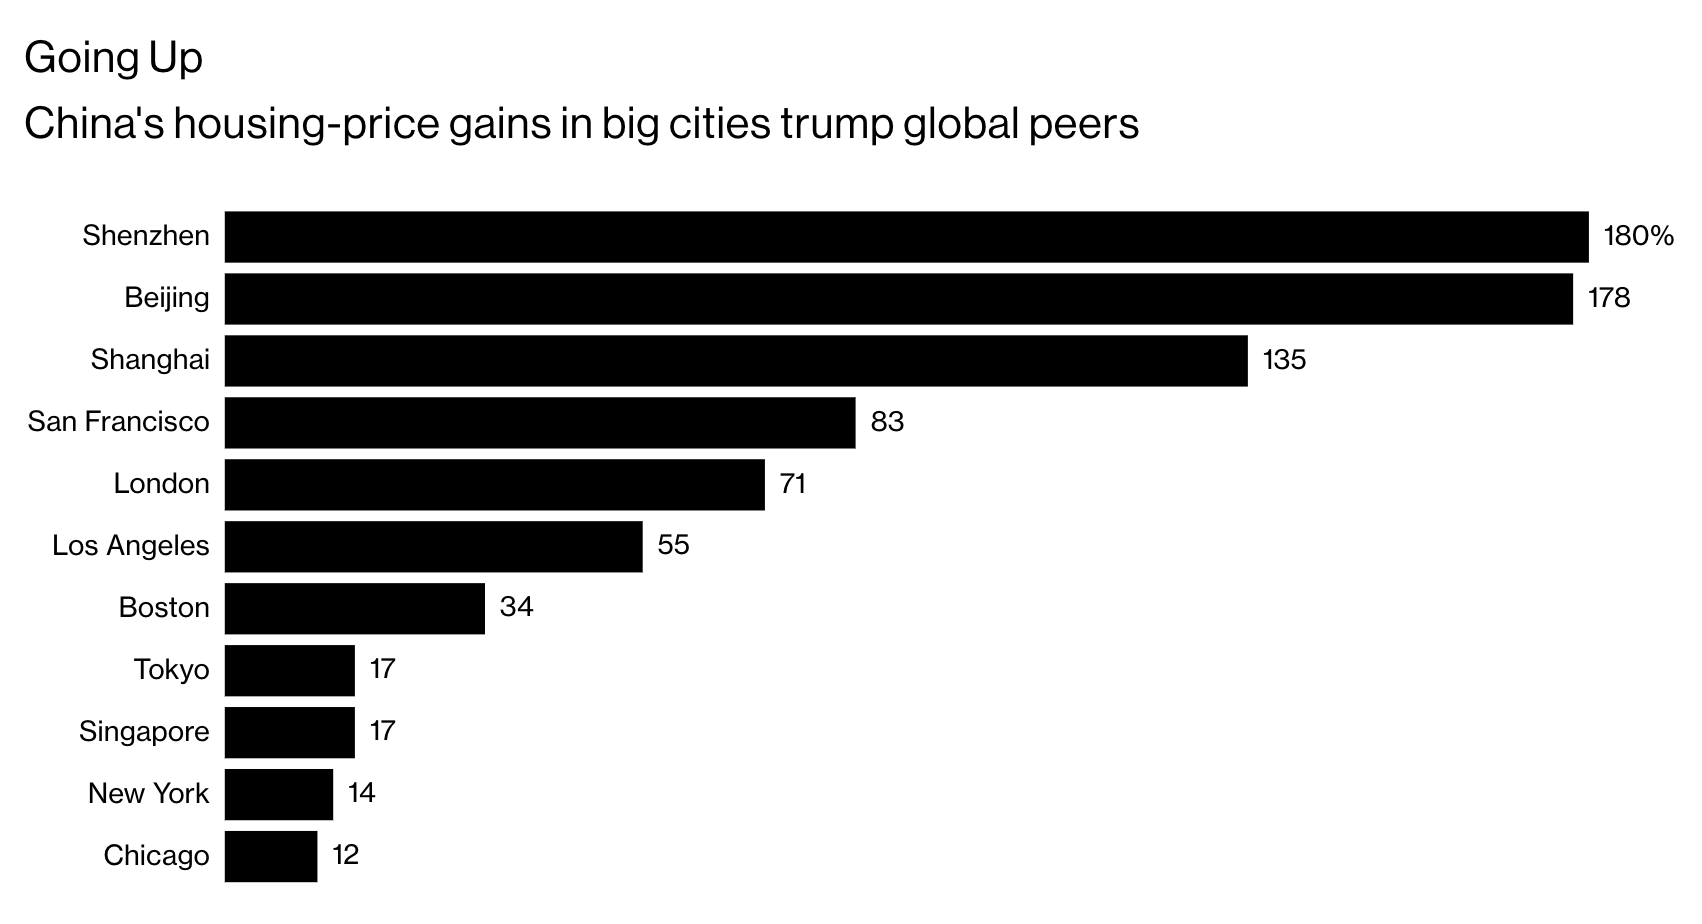 Going Up
China's housing-price gains in big cities trump global peers
Shenzhen 180%
Beijing 178
Shanghai 135
San Francisco 83
London 71
Los Angeles 55
Boston 34
Tokyo 17
Singapore 17
New York 14
Chicago 12